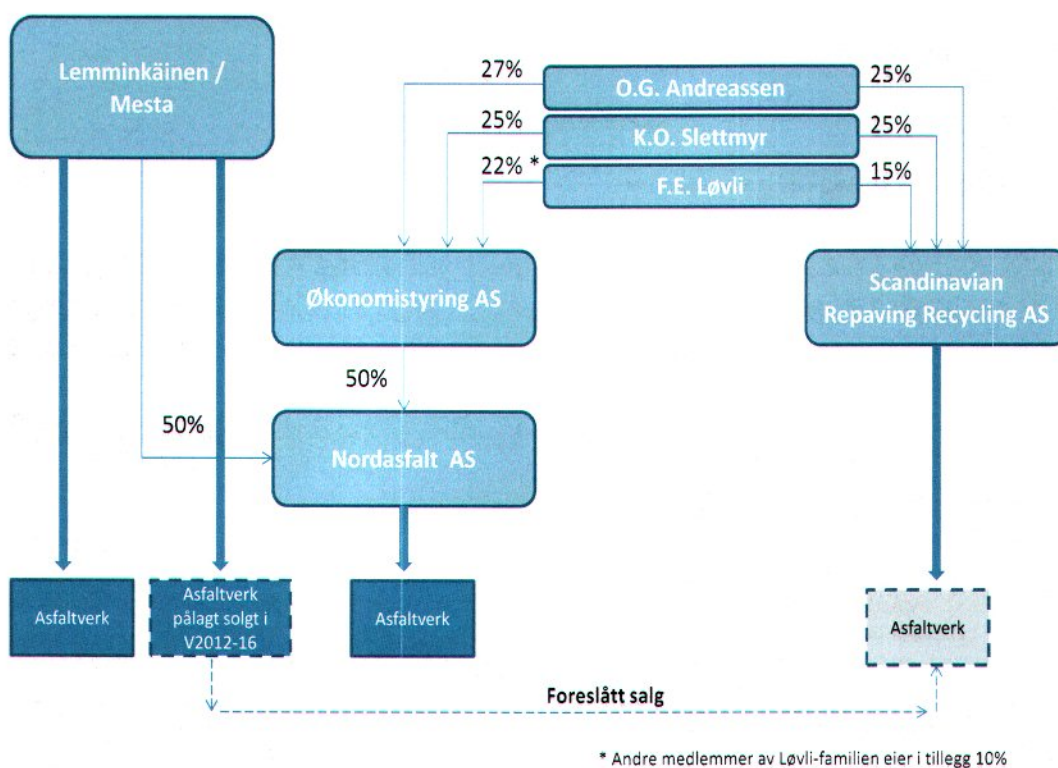 Lemminkäinen /
Mesta
27%
O.G. Andreassen
25%
25%
K.O. Slettmyr
25%
22% *
F.E. Løvli
15%
Økonomistyring AS
Scandinavian
Repaving Recycling AS
50%
50%
Nordasfalt AS
Asfaltverk
Asfaltverk
pålagt solgt i
V2012-16
Asfaltverk
Asfaltverk
Foreslått salg
* Andre medlemmer av Løvli-familien eier i tillegg 10%